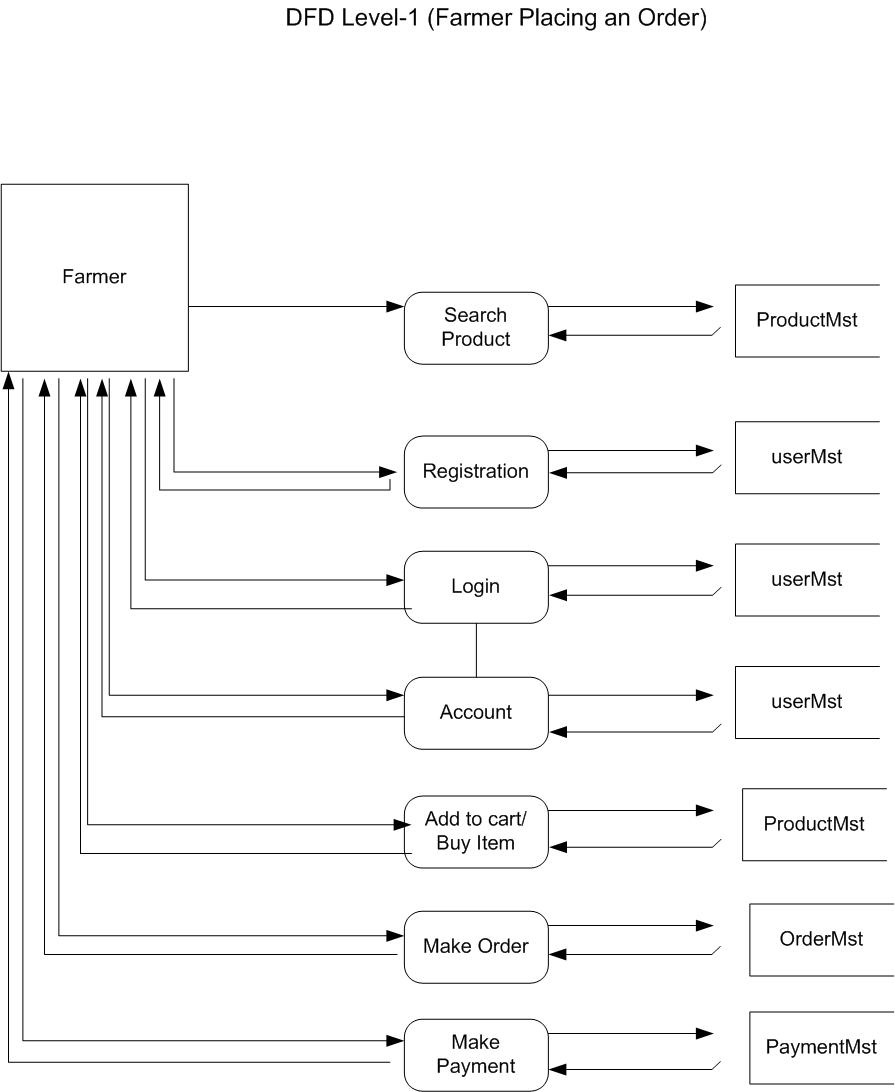 DFD Level-1 (Farmer Placing an Order)
Farmer
Search
Product
ProductMst
Registration
userMst
Login
userMst
Account
userMst
Add to cart/
Buy Item
ProductMst
Make Order
OrderMst
Make
Payment
PaymentMst